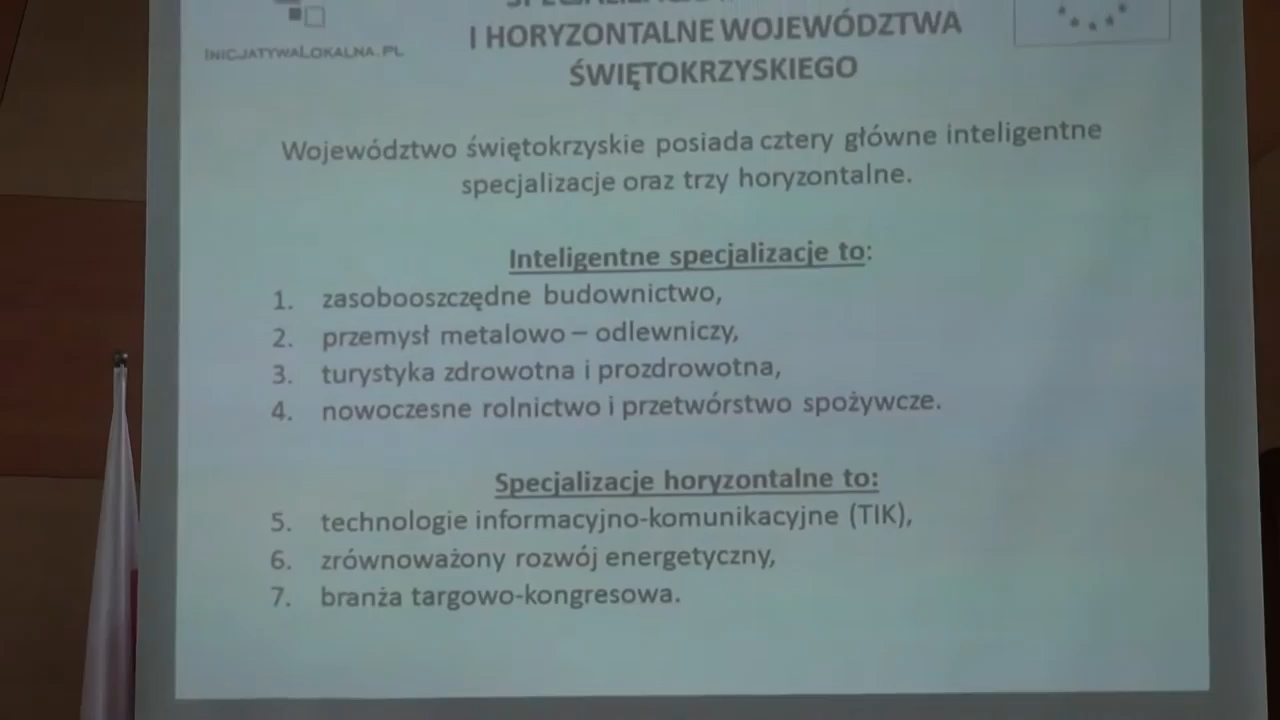 INICJATYWALOKALNA.PL
I HORYZONTALNE WOJEWÓDZTWA
ŚWIĘTOKRZYSKIEGO
Województwo świętokrzyskie posiada cztery główne inteligentne
specjalizacje oraz trzy horyzontalne.
Inteligentne specjalizacje to:
1. zasobooszczędne budownictwo,
2. przemysł metalowo – odlewniczy,
3. turystyka zdrowotna i prozdrowotna,
4. nowoczesne rolnictwo i przetwórstwo spożywcze.
Specjalizacje horyzontalne to:
5. technologie informacyjno-komunikacyjne (TIK),
6. zrównoważony rozwój energetyczny,
7. branża targowo-kongresowa.